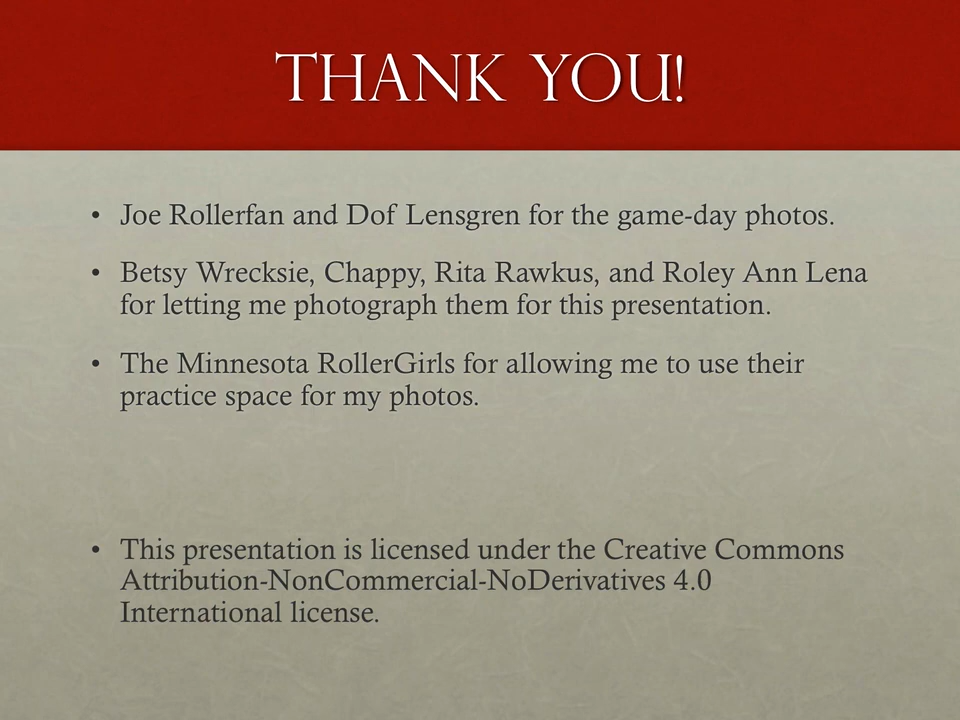 THANK YOU!
• Joe Rollerfan and Dof Lensgren for the game-day photos.
• Betsy Wrecksie, Chappy, Rita Rawkus, and Roley Ann Lena
for letting me photograph them for this presentation.
• The Minnesota RollerGirls for allowing me to use their
practice space for my photos.
• This presentation is licensed under the Creative Commons
Attribution-NonCommercial-NoDerivatives 4.0
International license.